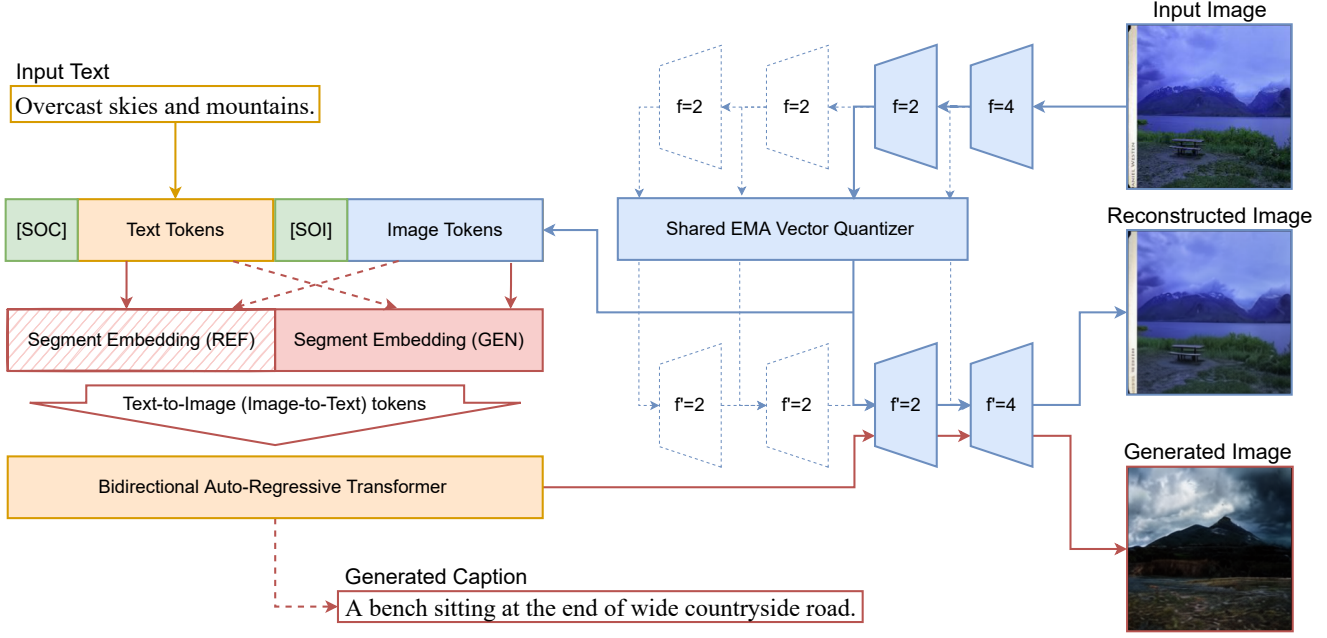 Input Image
Input Text
Overcast skies and mountains.
f=2
f=2
f=2
f=4
[SOC]
Text Tokens
[SOI]
Image Tokens
Shared EMA Vector Quantizer
Reconstructed Image
Segment Embedding (REF)
Segment Embedding (GEN)
Text-to-Image (Image-to-Text) tokens
f'=2
f'=2
f'=2
f'=4
Generated Image
Bidirectional Auto-Regressive Transformer
Generated Caption
A bench sitting at the end of wide countryside road.